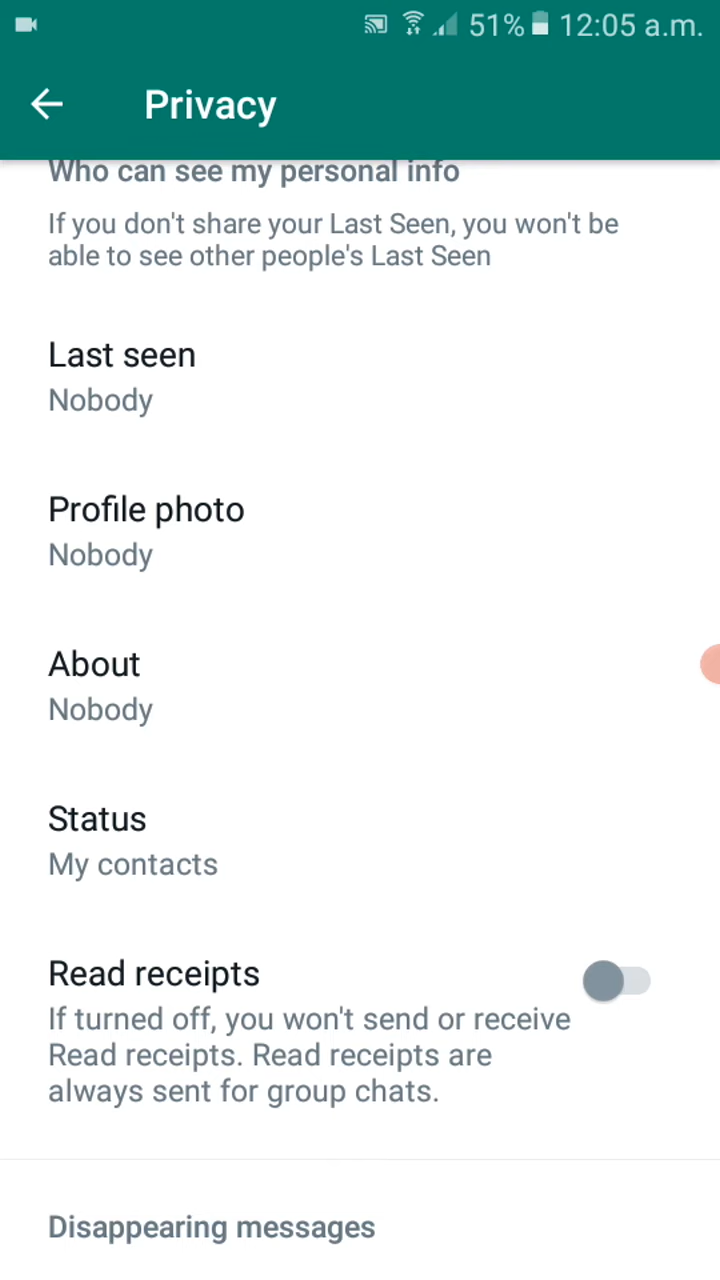 51% 12:05 a.m.
Privacy
Who can see my personal info
If you don't share your Last Seen, you won't be
able to see other people's Last Seen
Last seen
Nobody
Profile photo
Nobody
About
Nobody
Status
My contacts
Read receipts
If turned off, you won't send or receive
Read receipts. Read receipts are
always sent for group chats.
Disappearing messages